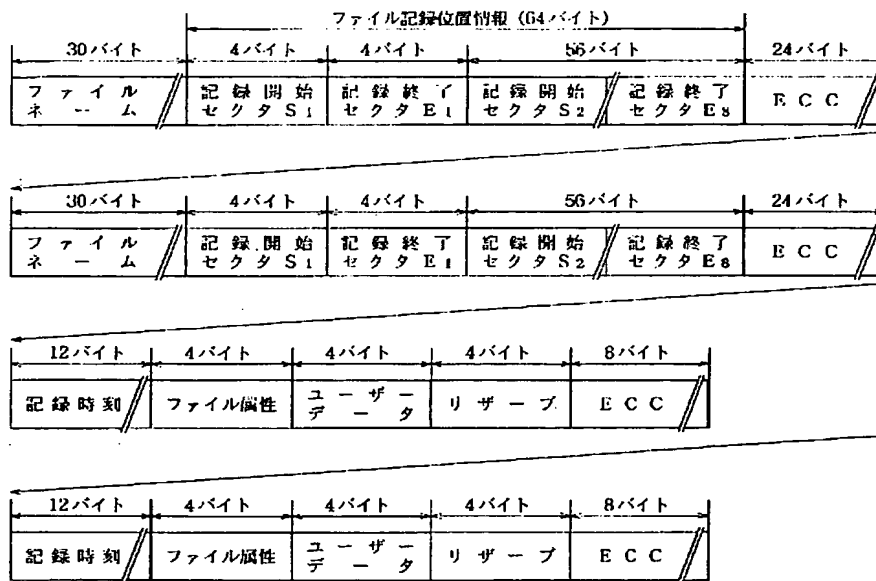 ファイル記録位置情報 (64バイト)
30バイト 4バイト 4バイト 56バイト 24バイト
ファイルネーム 記録開始セクタS1 記録終了セクタE1 記録開始セクタS2 記録終了セクタE8 ECC
30バイト 4バイト 4バイト 56バイト 24バイト
ファイルネーム 記録開始セクタS1 記録終了セクタE1 記録開始セクタS2 記録終了セクタE8 ECC
12バイト 4バイト 4バイト 4バイト 8バイト
記録時刻 ファイル属性 ユーザーデータ リザーブ ECC
12バイト 4バイト 4バイト 4バイト 8バイト
記録時刻 ファイル属性 ユーザーデータ リザーブ ECC